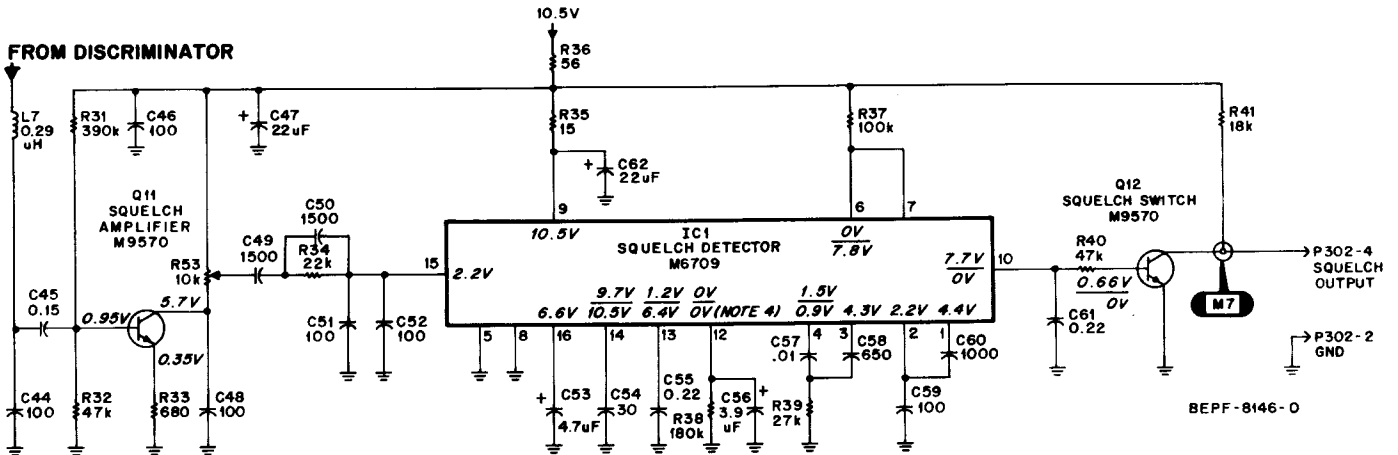 10.5V
FROM DISCRIMINATOR
R36
56
L7
0.29
uH
R31
390k
C46
100
+
C47
22uF
R35
15
+
C62
22uF
R37
100k
R41
18k
Q11
SQUELCH
AMPLIFIER
M9570
C50
1500
C49
1500
R34
22k
R53
10k
C45
0.15
0.95V
5.7V
0.35V
C44
100
R32
47k
R33
680
C48
100
C51
100
C52
100
15
2.2V
9
10.5V
IC1
SQUELCH DETECTOR
M6709
6
7
0V
7.8V
7.7V
0V
10
6.6V
9.7V
10.5V
1.2V
6.4V
0V
0V (NOTE 4)
1.5V
0.9V
4.3V
2.2V
4.4V
5
8
16
14
13
12
4
3
2
1
+
C53
4.7uF
C54
30
C55
0.22
R38
180k
C56
3.9
uF
+
C57
.01
C58
650
R39
27k
C60
1000
C59
100
Q12
SQUELCH SWITCH
M9570
R40
47k
0.66V
0V
C61
0.22
M7
P302-4
SQUELCH
OUTPUT
P302-2
GND
BEPF-8146-O